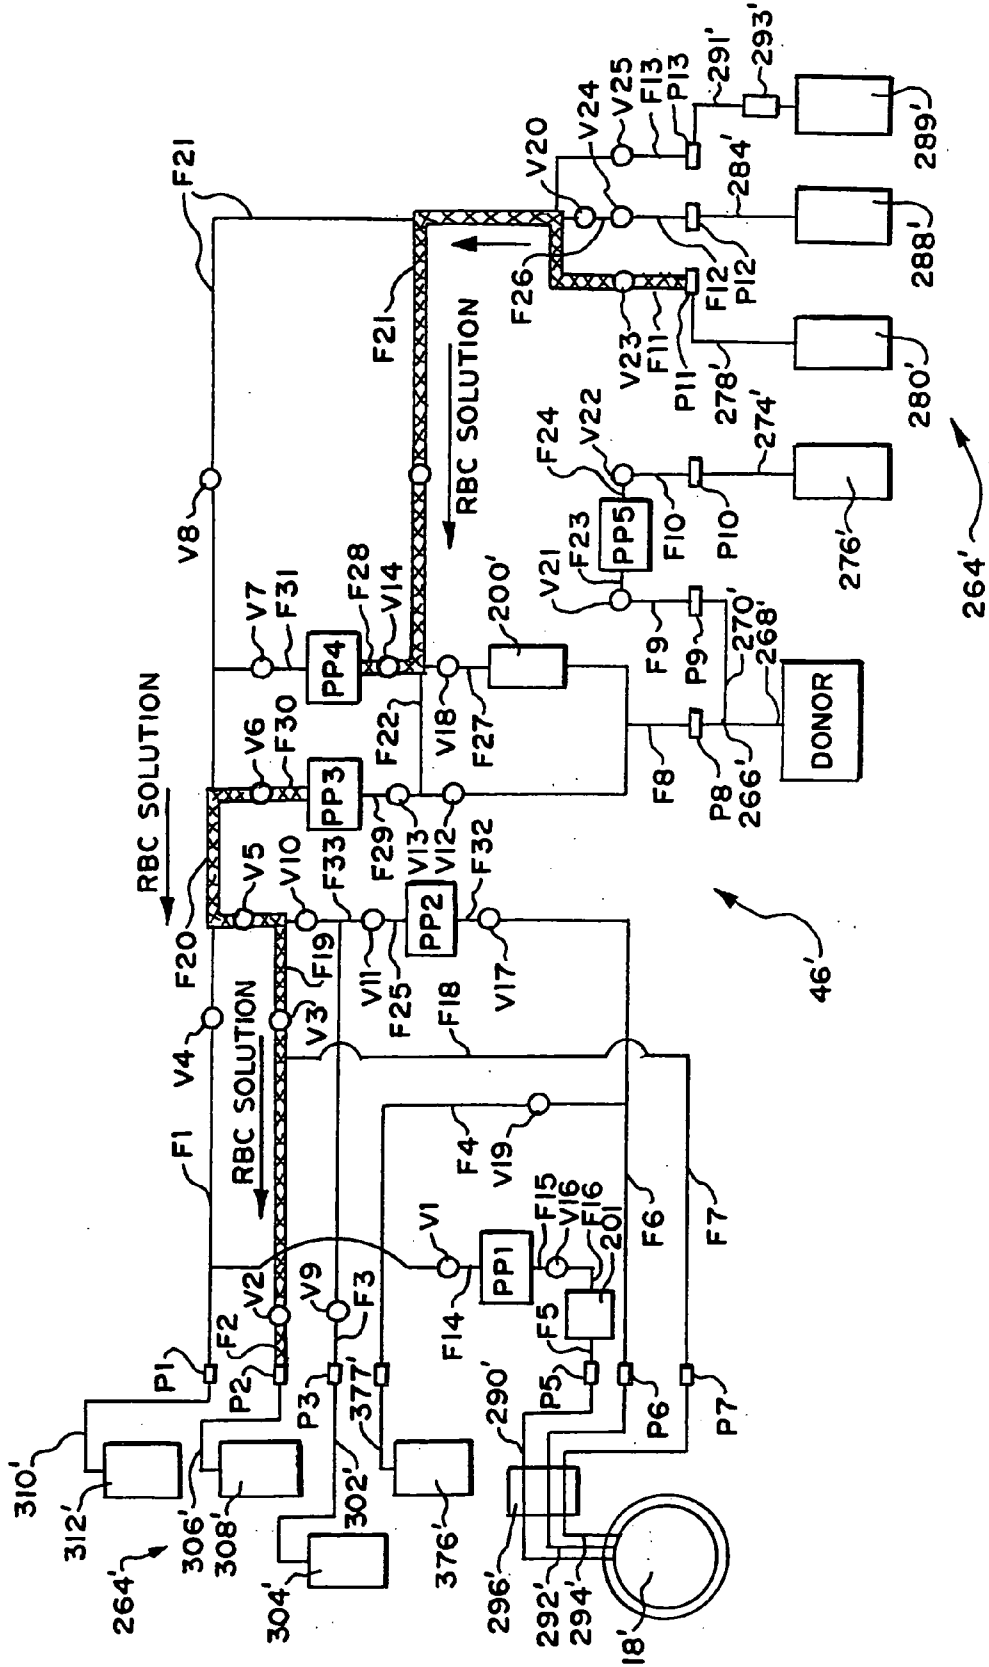 F21
V8
V20
V24
V25
F13
P13
291'
293'
289'
F21
RBC SOLUTION
F26
F12
P12
284'
288'
V23
F11
P11
278'
280'
F24
V22
F23
PP5
F10
P10
274'
276'
V21
F9
P9
270'
268'
266'
264'
RBC SOLUTION
V7
F31
PP4
F28
V14
200'
V18
F27
F22
V6
F30
PP3
F29
V13
V12
F8
P8
DONOR
F20
V5
V10
F33
V11
F25
PP2
F32
V17
46'
V4
F19
V3
F18
RBC SOLUTION
F1
F4
V19
V1
PP1
F14
F15
V16
F16
201
F5
F6
F7
V2
F2
V9
F3
P1
P2
P3
377'
290'
P5
P6
P7
310'
312'
306'
308'
264'
302'
304'
376'
296'
292'
294'
18'